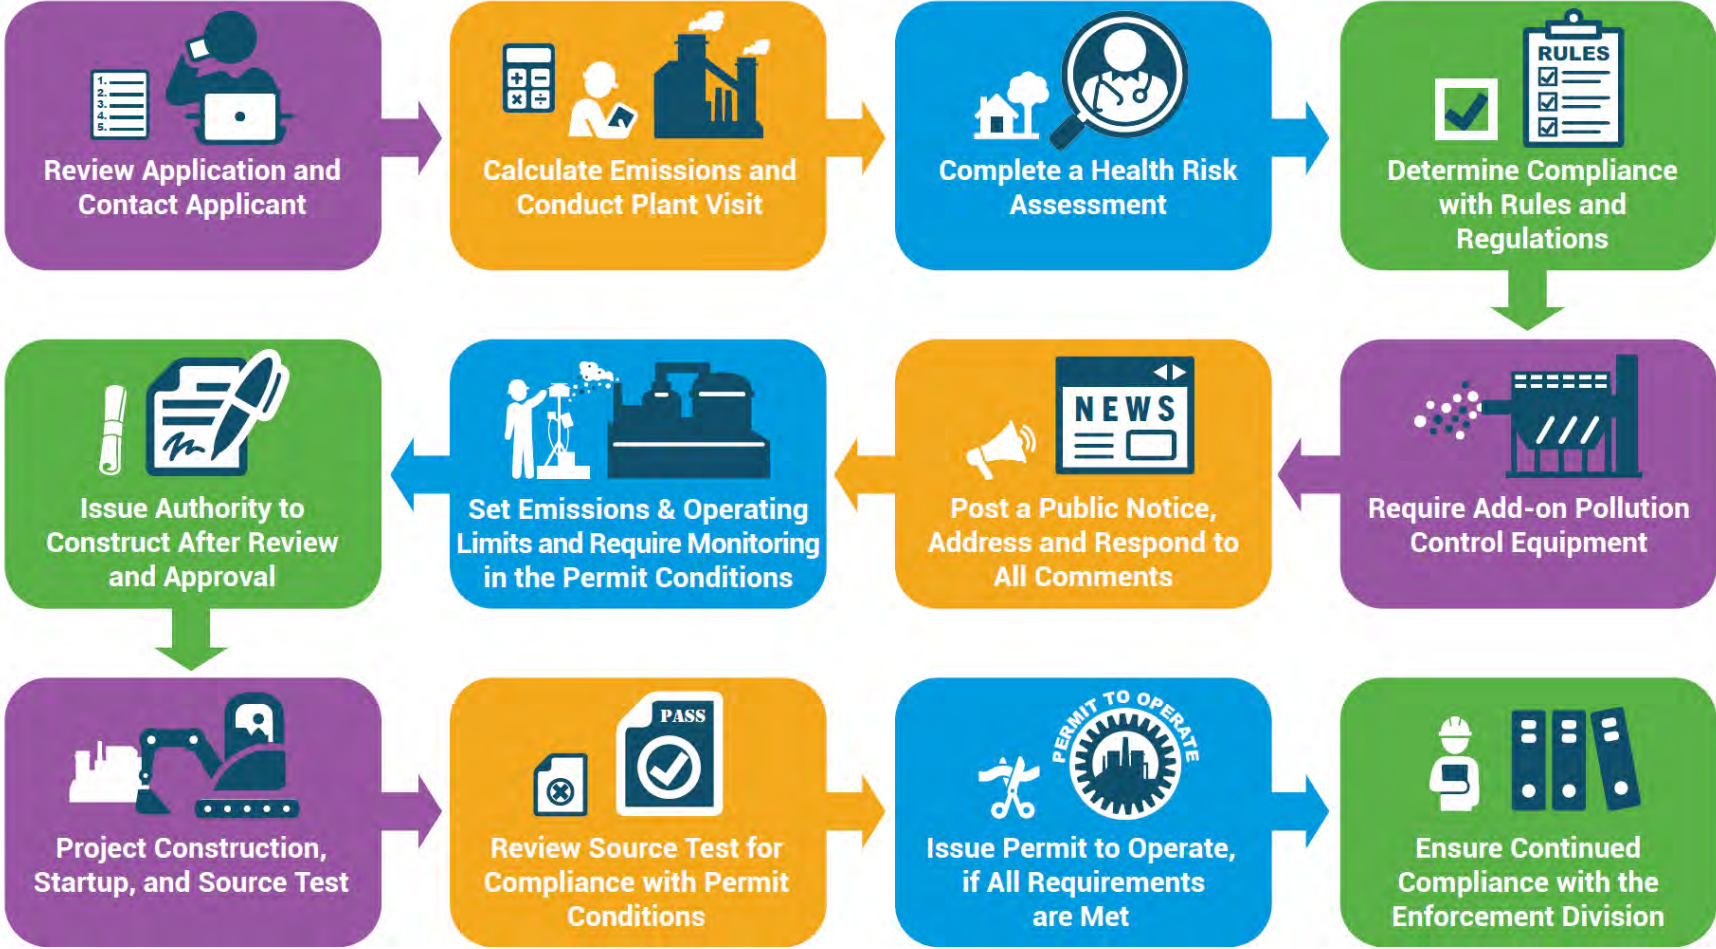 1.
2.
3.
4.
5.
Review Application and
Contact Applicant
Calculate Emissions and
Conduct Plant Visit
Complete a Health Risk
Assessment
RULES
Determine Compliance
with Rules and
Regulations
Require Add-on Pollution
Control Equipment
NEWS
Post a Public Notice,
Address and Respond to
All Comments
Set Emissions & Operating
Limits and Require Monitoring
in the Permit Conditions
Issue Authority to
Construct After Review
and Approval
Project Construction,
Startup, and Source Test
PASS
Review Source Test for
Compliance with Permit
Conditions
PERMIT TO OPERATE
Issue Permit to Operate,
if All Requirements
are Met
Ensure Continued
Compliance with the
Enforcement Division